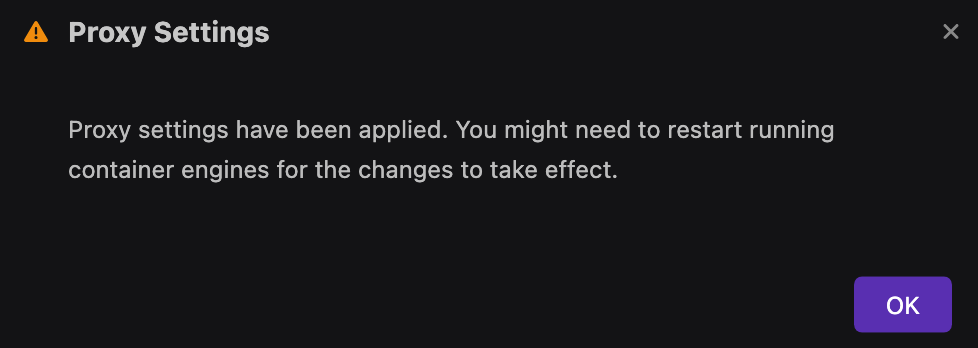 Proxy Settings
Proxy settings have been applied. You might need to restart running
container engines for the changes to take effect.
OK